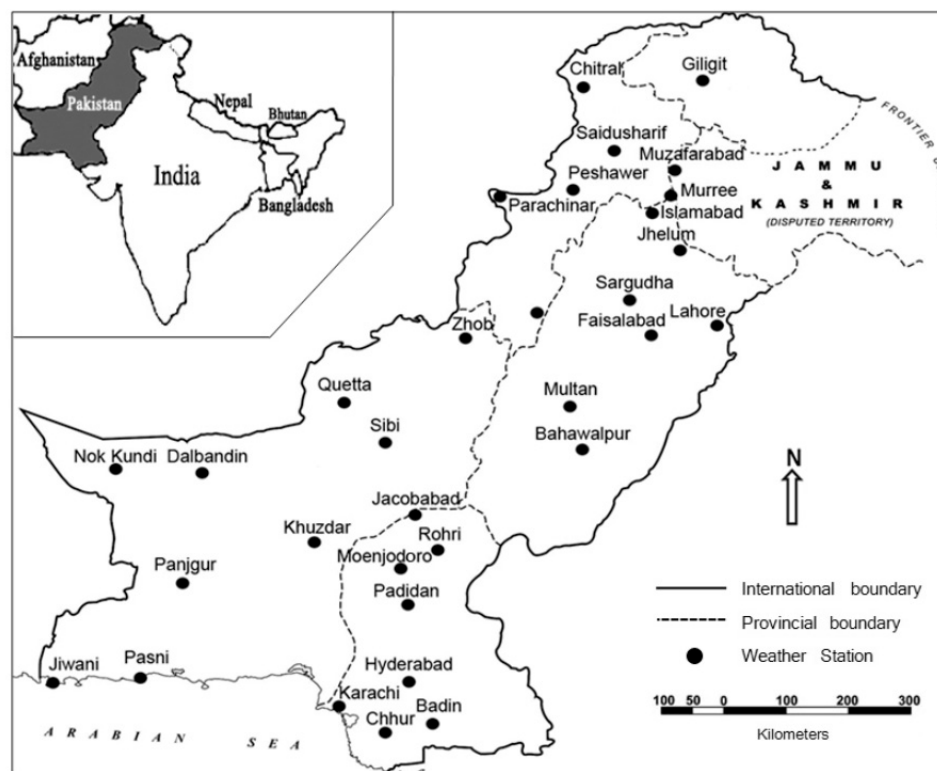 Afghanistan
Pakistan
Nepal
Bhutan
India
Bangladesh
Chitral
Giligit
Saidusharif
Muzafarabad
Peshawer
Murree
Parachinar
Islamabad
Jhelum
FRONTIER
JAMMU
&
KASHMIR
(DISPUTED TERRITORY)
Sargudha
Zhob
Faisalabad
Lahore
Quetta
Multan
Sibi
Bahawalpur
Nok Kundi
Dalbandin
N
Jacobabad
Khuzdar
Rohri
Moenjodoro
Panjgur
Padidan
International boundary
Provincial boundary
Weather Station
Jiwani
Pasni
Hyderabad
Karachi
Badin
Chhur
ARABIAN SEA
100 50 0 100 200 300
Kilometers